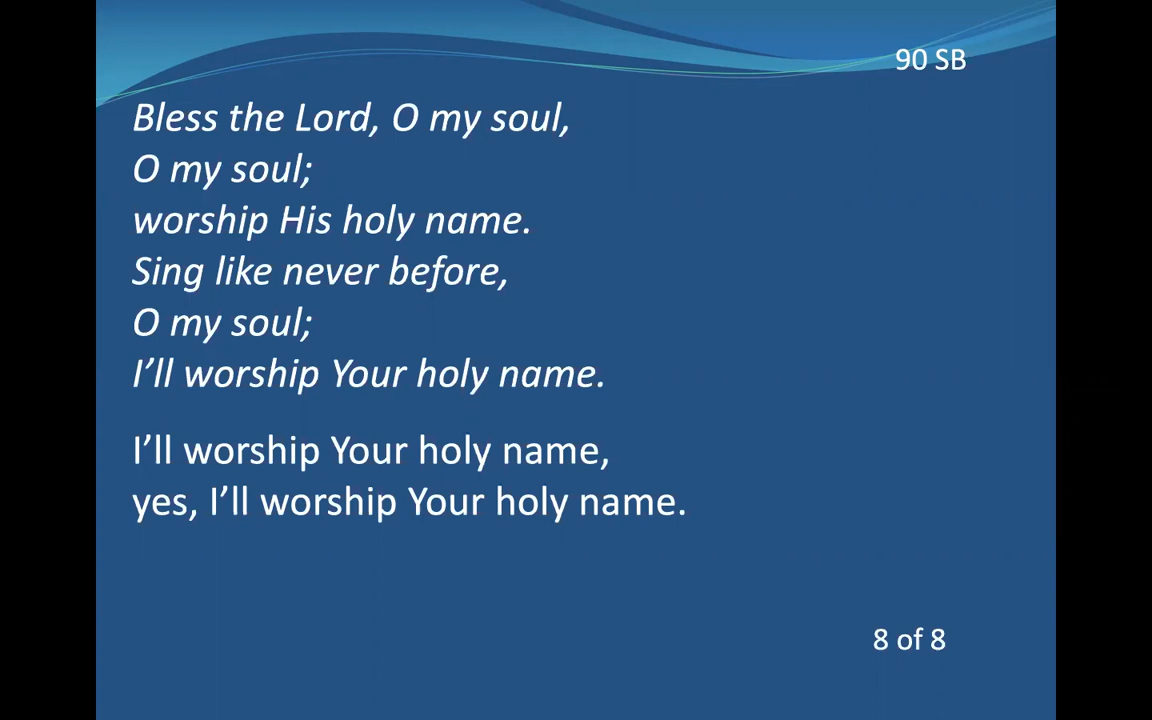 90 SB
Bless the Lord, O my soul,
O my soul;
worship His holy name.
Sing like never before,
O my soul;
I’ll worship Your holy name.
I’ll worship Your holy name,
yes, I’ll worship Your holy name.
8 of 8